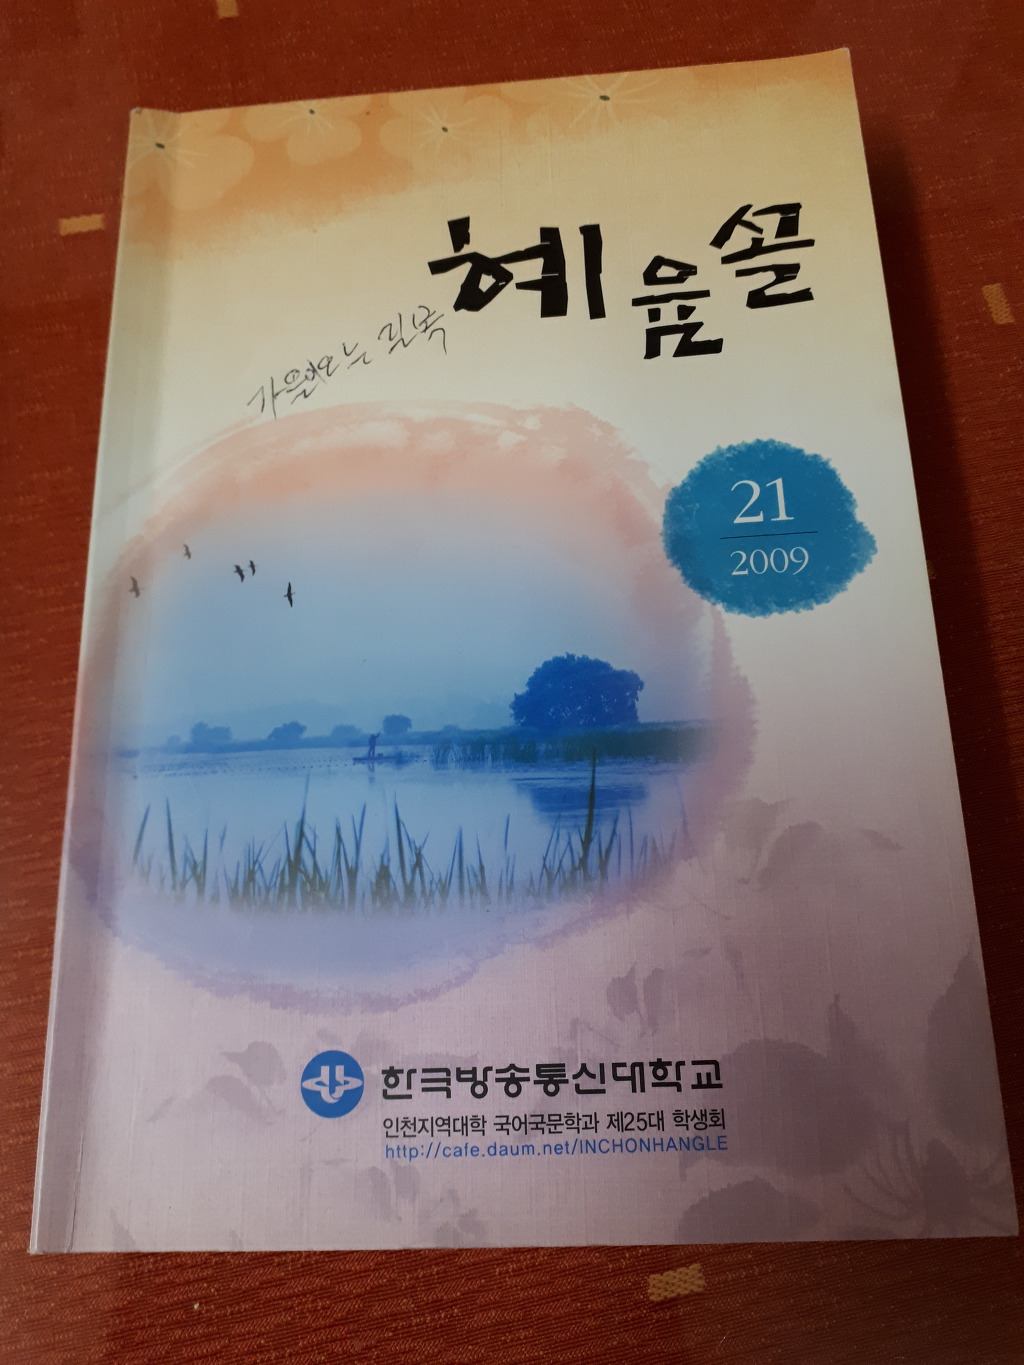 혜윰골
가을이오는 길목
21
2009
한국방송통신대학교
인천지역대학 국어국문학과 제25대 학생회
http://cafe.daum.net/INCHONHANGLE